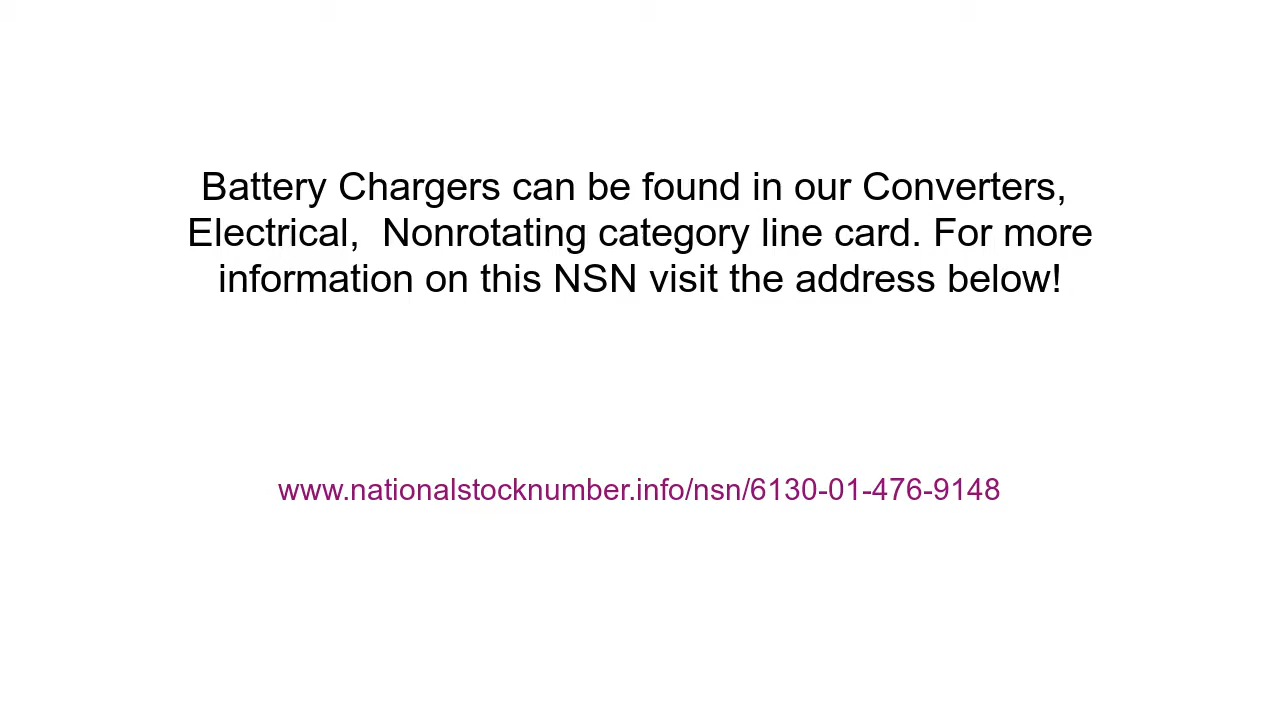 Battery Chargers can be found in our Converters,
Electrical,  Nonrotating category line card. For more
information on this NSN visit the address below!
www.nationalstocknumber.info/nsn/6130-01-476-9148